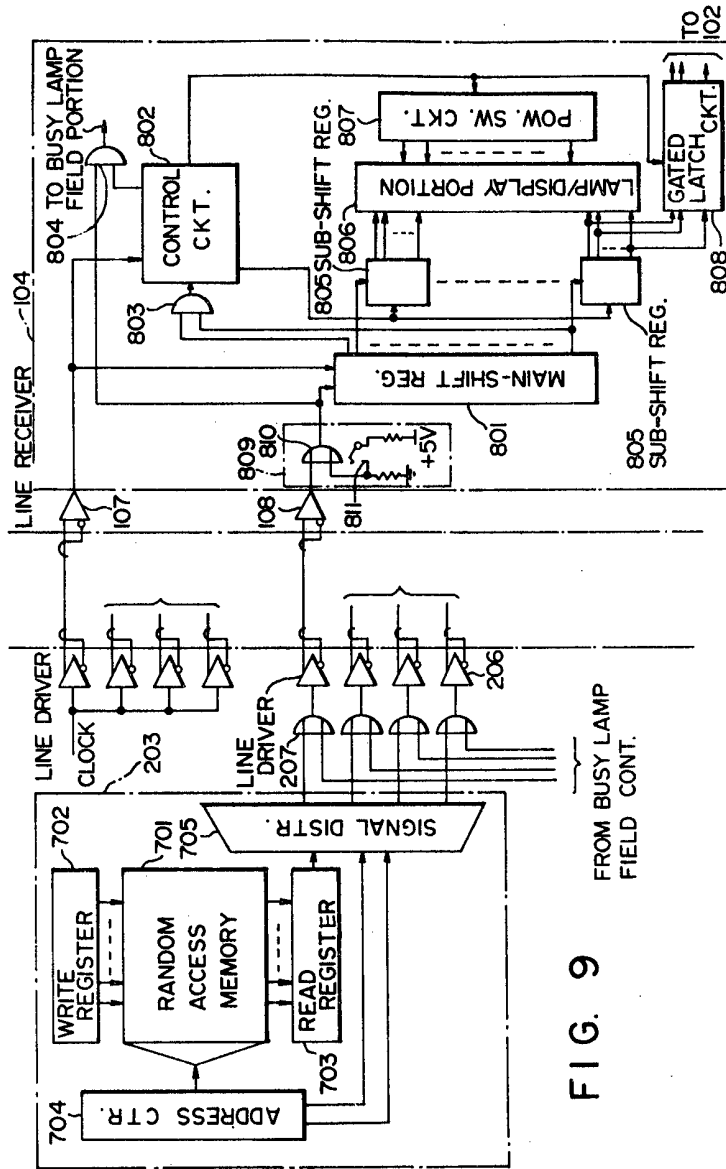 FIG. 9
203
704
ADDRESS CTR.
702
WRITE
REGISTER
701
RANDOM
ACCESS
MEMORY
703
READ
REGISTER
705
SIGNAL DISTR.
CLOCK
LINE DRIVER
LINE
DRIVER
207
206
FROM BUSY LAMP
FIELD CONT.
LINE RECEIVER
104
107
108
809
810
811
+5V
801
MAIN-SHIFT REG.
803
804 TO BUSY LAMP
FIELD PORTION
802
CONTROL
CKT.
805 SUB-SHIFT REG.
805
SUB-SHIFT REG.
806
LAMP/DISPLAY PORTION
807
POW. SW. CKT.
808
GATED
LATCH
CKT.
TO
102